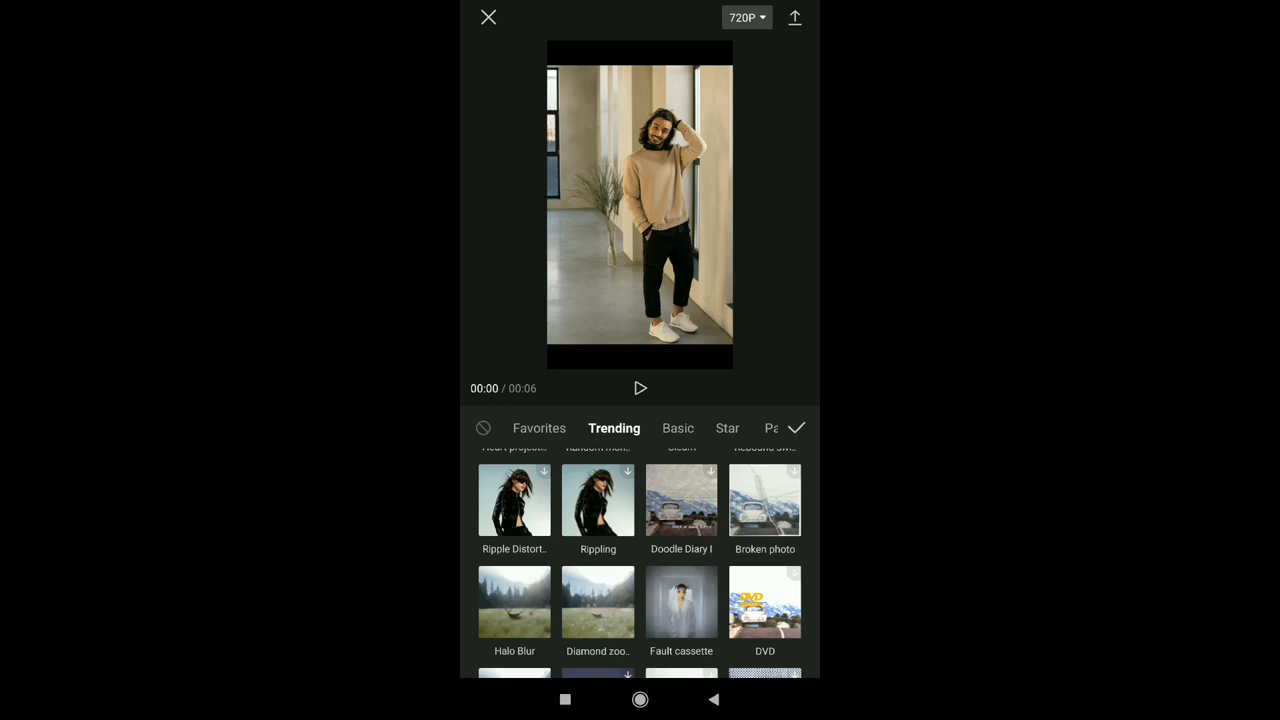 720P
00:00 / 00:06
Favorites Trending Basic Star Pa
Ripple Distort.. Rippling Doodle Diary I Broken photo
DVD
Halo Blur Diamond zoo.. Fault cassette DVD